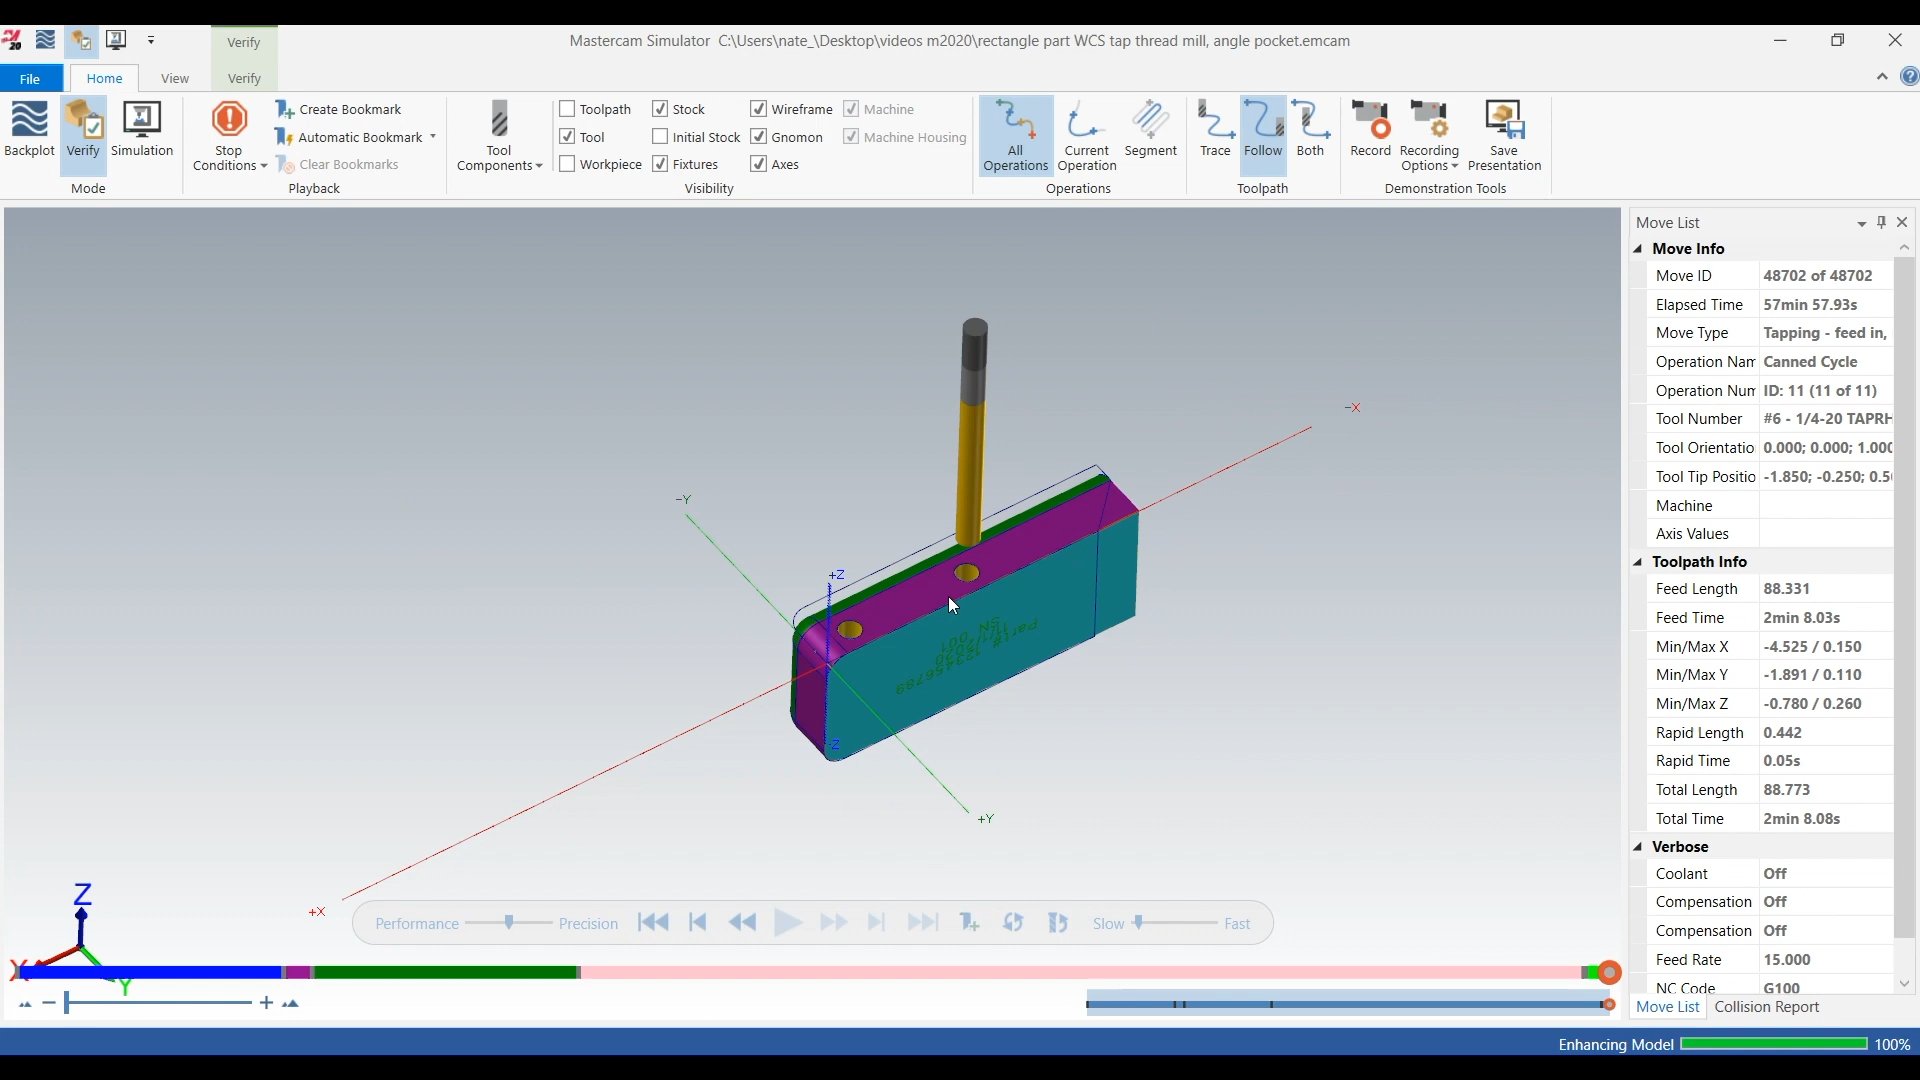 Verify
Mastercam Simulator C:\Users\nate_\Desktop\videos m2020\rectangle part WCS tap thread mill, angle pocket.emcam
File
Home
View
Verify
Backplot
Verify
Simulation
Mode
Stop
Conditions
Create Bookmark
Automatic Bookmark
Clear Bookmarks
Playback
Tool
Components
Toolpath
Tool
Workpiece
Stock
Initial Stock
Fixtures
Wireframe
Gnomon
Axes
Machine
Machine Housing
Visibility
All
Operations
Current
Operation
Segment
Operations
Trace
Follow
Both
Toolpath
Record
Recording
Options
Save
Presentation
Demonstration Tools
-X
-Y
+Z
-Z
+Y
+X
Part# 123456789
11/1/2020
SN 001
Z
X
Y
Performance
Precision
Slow
Fast
Move List
Move Info
Move ID 48702 of 48702
Elapsed Time 57min 57.93s
Move Type Tapping - feed in,
Operation Nam Canned Cycle
Operation Num ID: 11 (11 of 11)
Tool Number #6 - 1/4-20 TAPRH
Tool Orientatio 0.000; 0.000; 1.000
Tool Tip Positio -1.850; -0.250; 0.50
Machine
Axis Values
Toolpath Info
Feed Length 88.331
Feed Time 2min 8.03s
Min/Max X -4.525 / 0.150
Min/Max Y -1.891 / 0.110
Min/Max Z -0.780 / 0.260
Rapid Length 0.442
Rapid Time 0.05s
Total Length 88.773
Total Time 2min 8.08s
Verbose
Coolant Off
Compensation Off
Compensation Off
Feed Rate 15.000
NC Code G100
Move List
Collision Report
Enhancing Model 100%